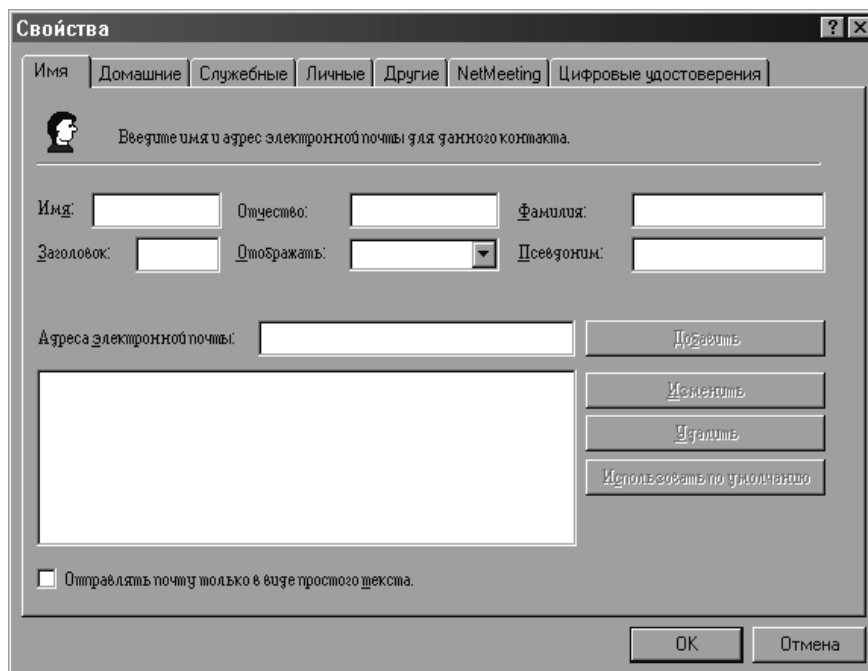 Свойства
Имя Домашние Служебные Личные Другие NetMeeting Цифровые удостоверения
Введите имя и адрес электронной почты для данного контакта.
Имя: Отчество: Фамилия:
Заголовок: Отображать: Псевдоним:
Адреса электронной почты: Добавить
Изменить
Удалить
Использовать по умолчанию
Отправлять почту только в виде простого текста.
OK Отмена